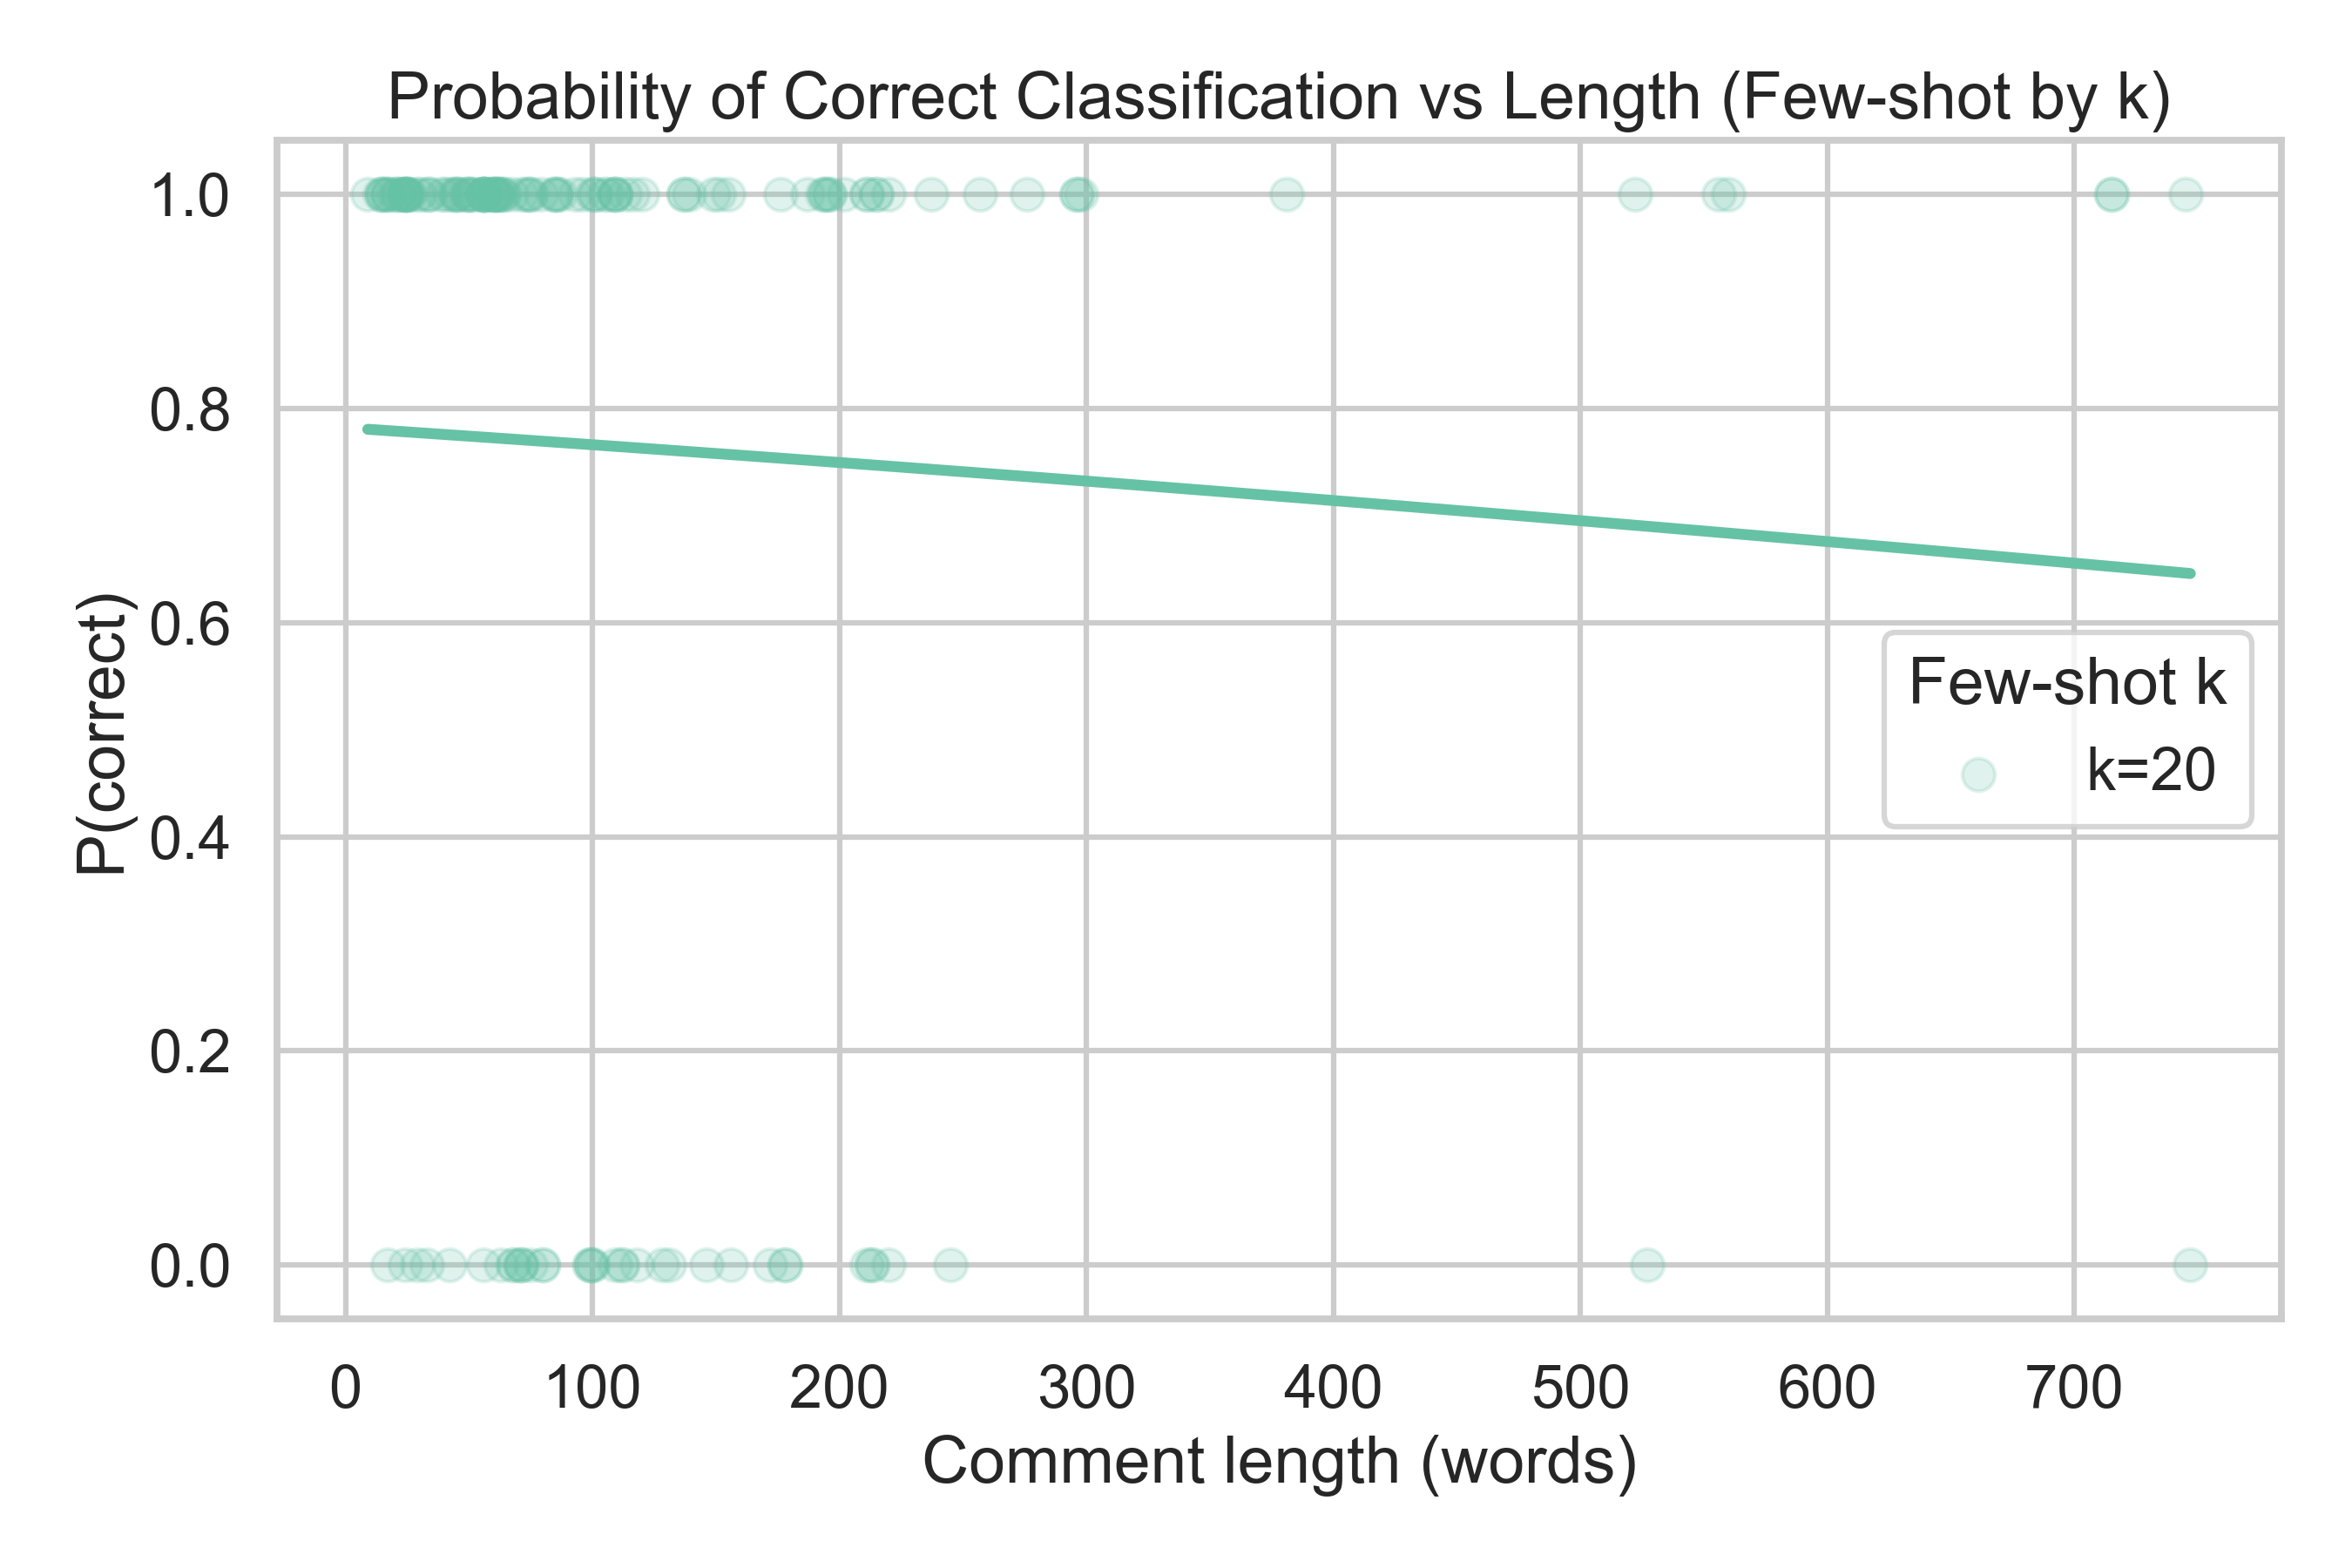 Probability of Correct Classification vs Length (Few-shot by k)
1.0
0.8
0.6
0.4
0.2
0.0
P(correct)
Few-shot k
k=20
0 100 200 300 400 500 600 700
Comment length (words)